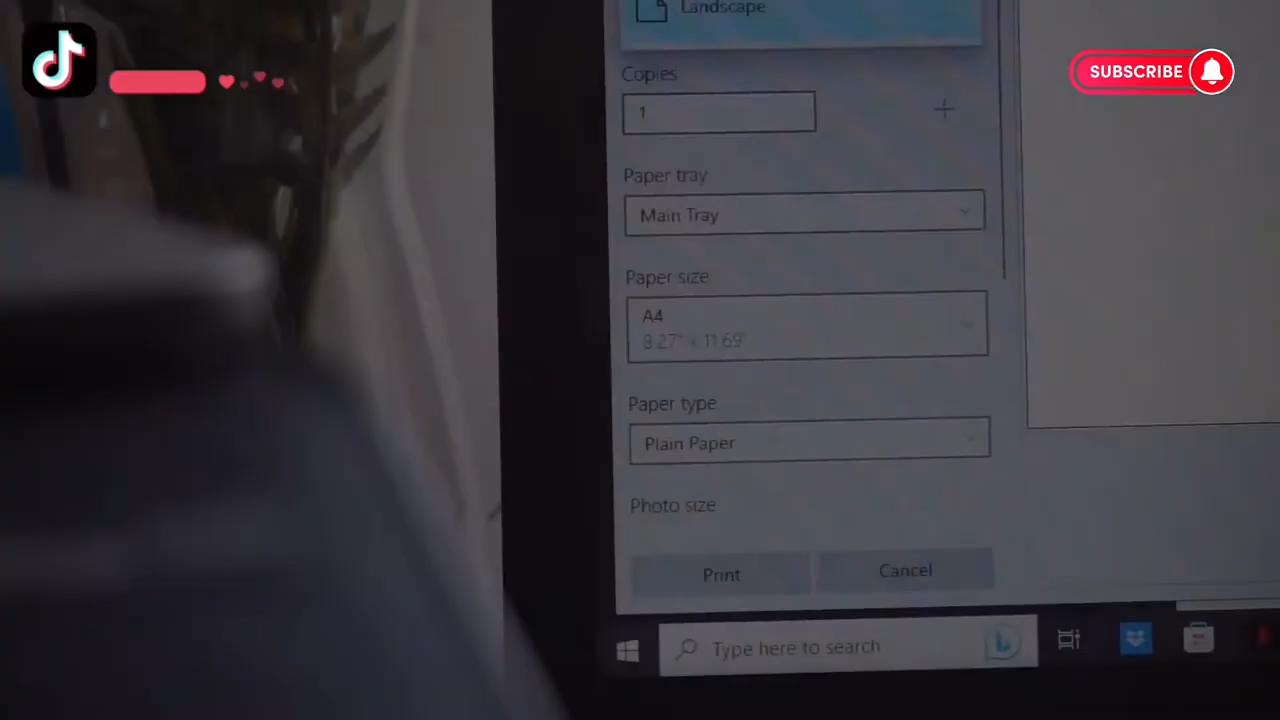 SUBSCRIBE
Landscape
Copies
1
Paper tray
Main Tray
Paper size
A4
8.27" x 11.69"
Paper type
Plain Paper
Photo size
Print
Cancel
Type here to search